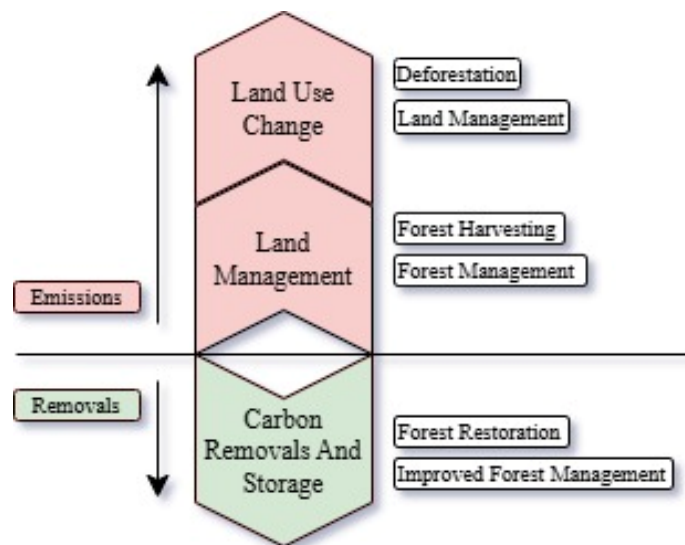 Land Use
Change
Deforestation
Land Management
Land
Management
Forest Harvesting
Forest Management
Emissions
Removals
Carbon
Removals And
Storage
Forest Restoration
Improved Forest Management